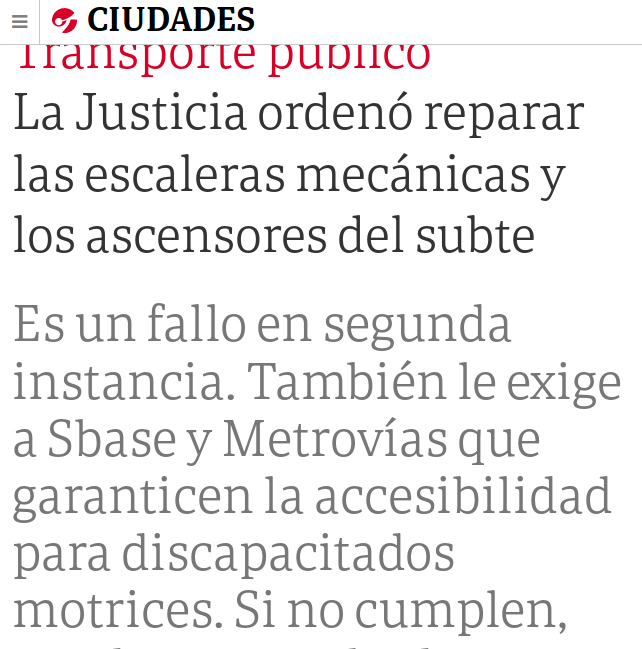 CIUDADES
Transporte público
La Justicia ordenó reparar
las escaleras mecánicas y
los ascensores del subte
Es un fallo en segunda
instancia. También le exige
a Sbase y Metrovías que
garanticen la accesibilidad
para discapacitados
motrices. Si no cumplen,